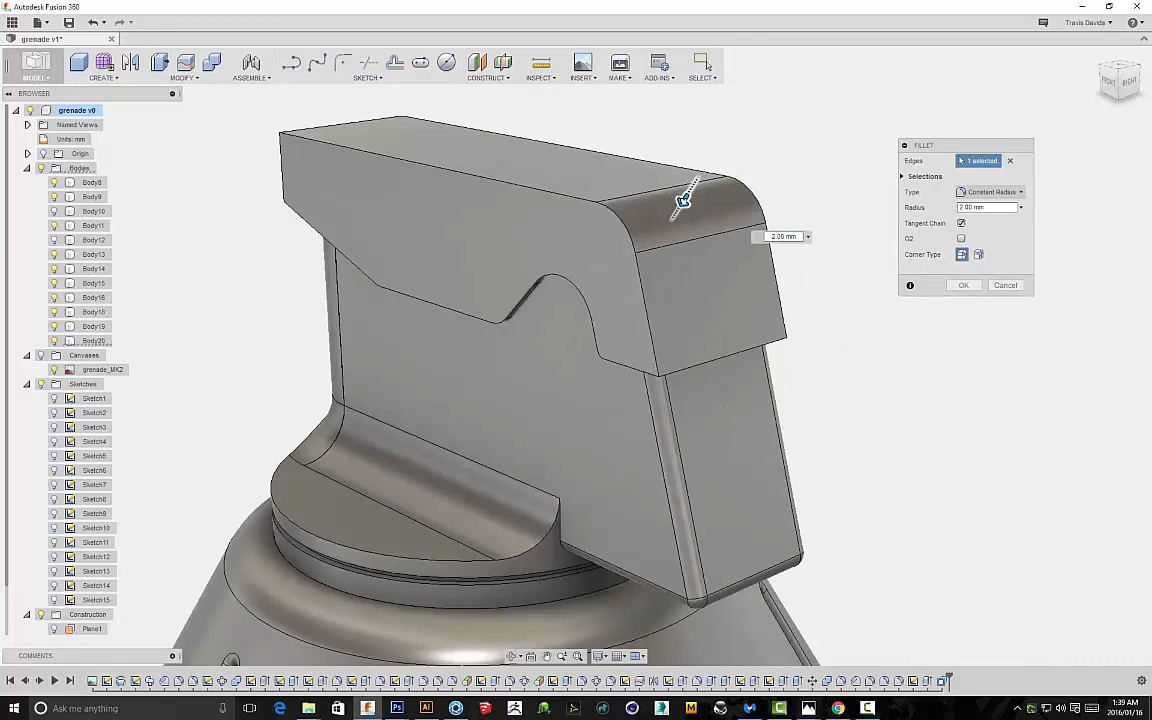 Autodesk Fusion 360
Travis Davids
grenade v1*
MODEL
CREATE
MODIFY
ASSEMBLE
SKETCH
CONSTRUCT
INSPECT
INSERT
MAKE
ADD-INS
SELECT
BROWSER
grenade v0
Named Views
Units: mm
Origin
Bodies
Body8
Body9
Body10
Body11
Body12
Body13
Body14
Body15
Body16
Body18
Body19
Body20
Canvases
grenade_MK2
Sketches
Sketch1
Sketch2
Sketch3
Sketch4
Sketch5
Sketch6
Sketch7
Sketch8
Sketch9
Sketch10
Sketch11
Sketch12
Sketch13
Sketch14
Sketch15
Construction
Plane1
COMMENTS
FRONT
RIGHT
FILLET
Edges 1 selected
Selections
Type Constant Radius
Radius 2.00 mm
Tangent Chain
G2
Corner Type
OK Cancel
2.00 mm
Ask me anything
1:39 AM
2016/01/16